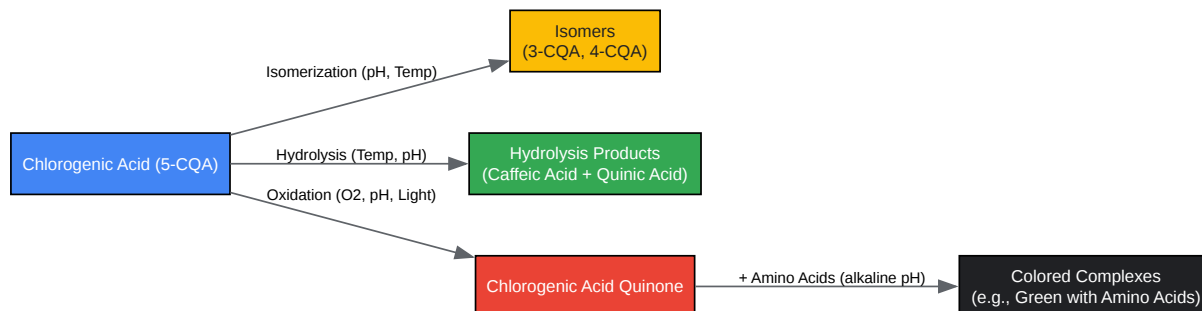 Isomers
(3-CQA, 4-CQA)
Isomerization (pH, Temp)
Chlorogenic Acid (5-CQA)
Hydrolysis (Temp, pH)
Hydrolysis Products
(Caffeic Acid + Quinic Acid)
Oxidation (O2, pH, Light)
Chlorogenic Acid Quinone
+ Amino Acids (alkaline pH)
Colored Complexes
(e.g., Green with Amino Acids)